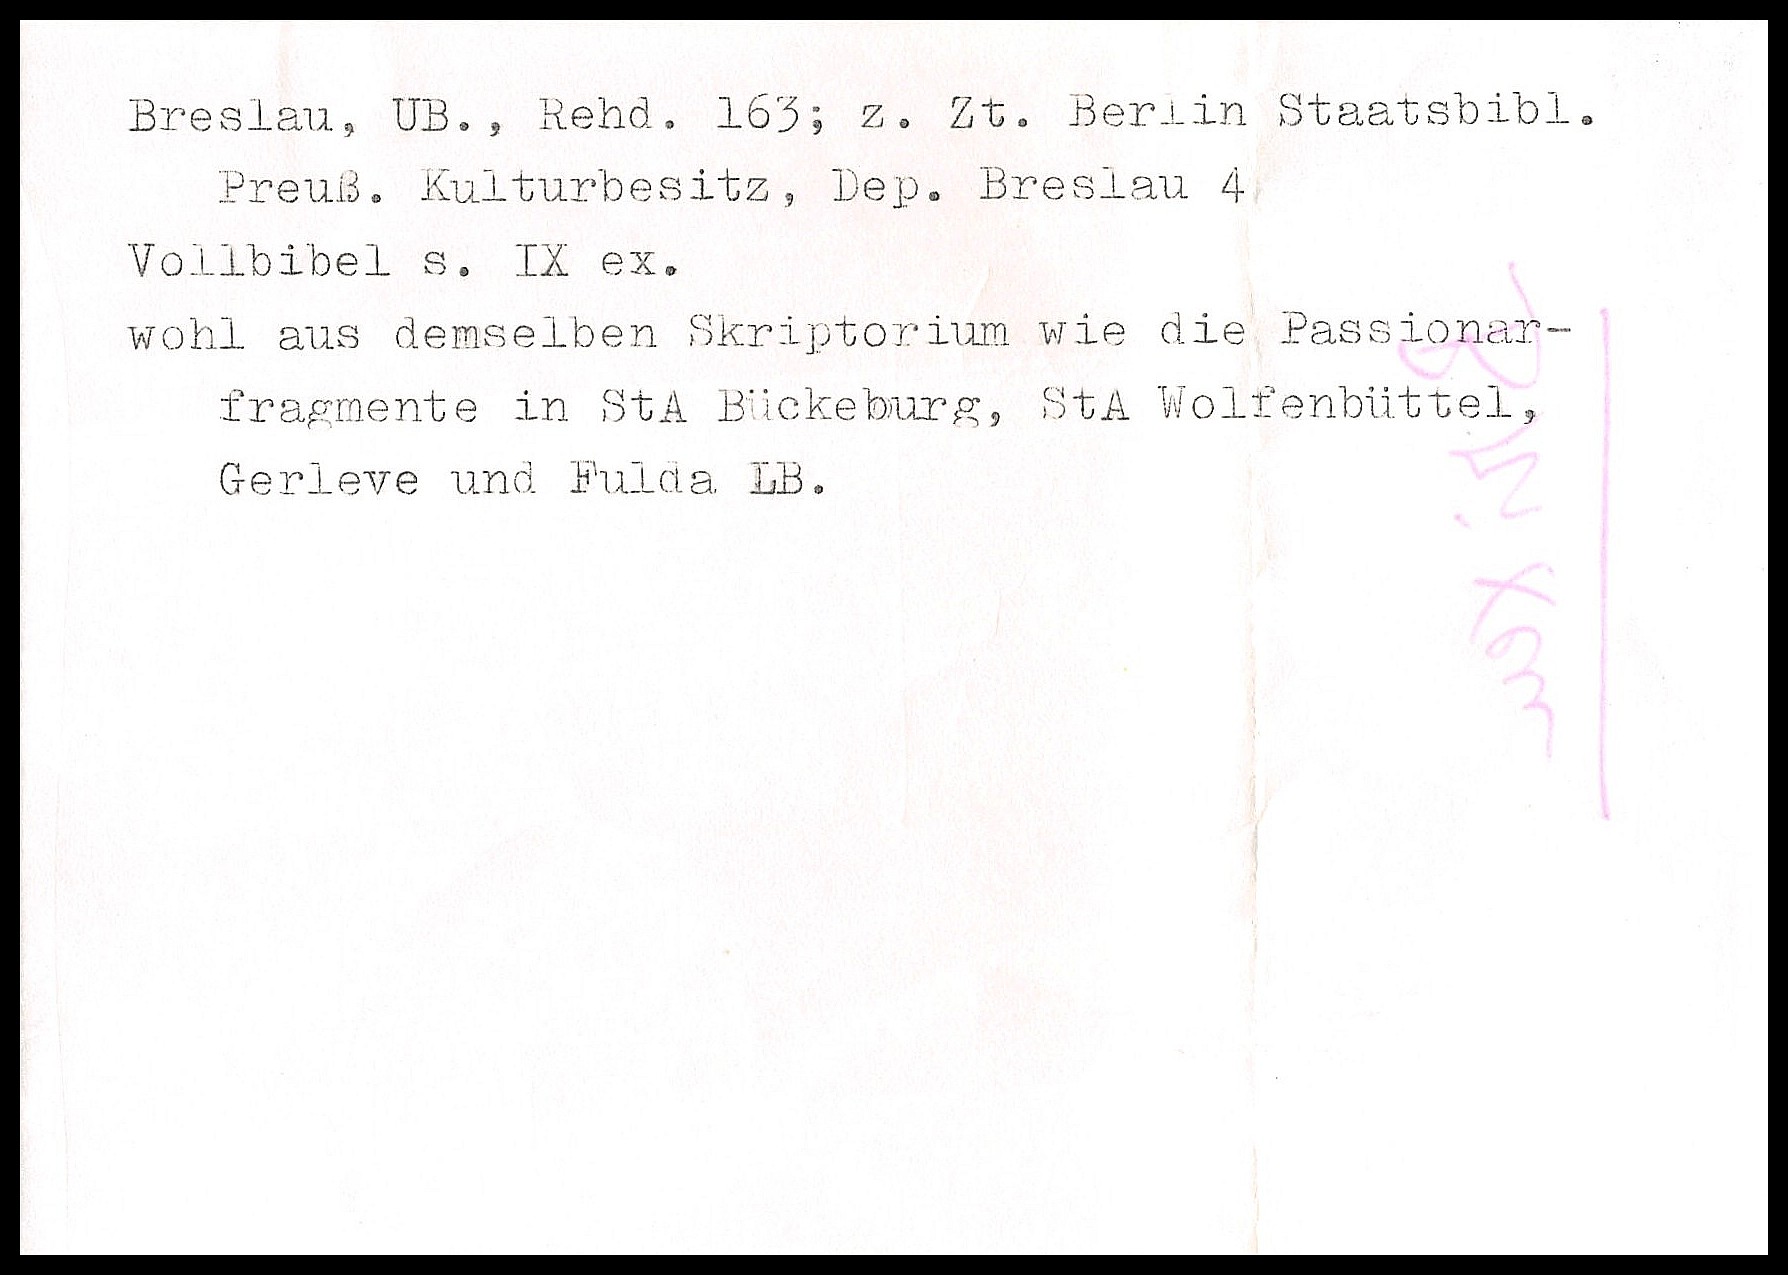 Breslau, UB., Rehd. 163; z. Zt. Berlin Staatsbibl.
Preuß. Kulturbesitz, Dep. Breslau 4
Vollbibel s. IX ex.
wohl aus demselben Skriptorium wie die Passionar-
fragmente in StA Bückeburg, StA Wolfenbüttel,
Gerleve und Fulda LB.